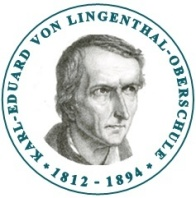 KARL-EDUARD VON LINGENTHAL-OBERSCHULE
* 1812 - 1894 *